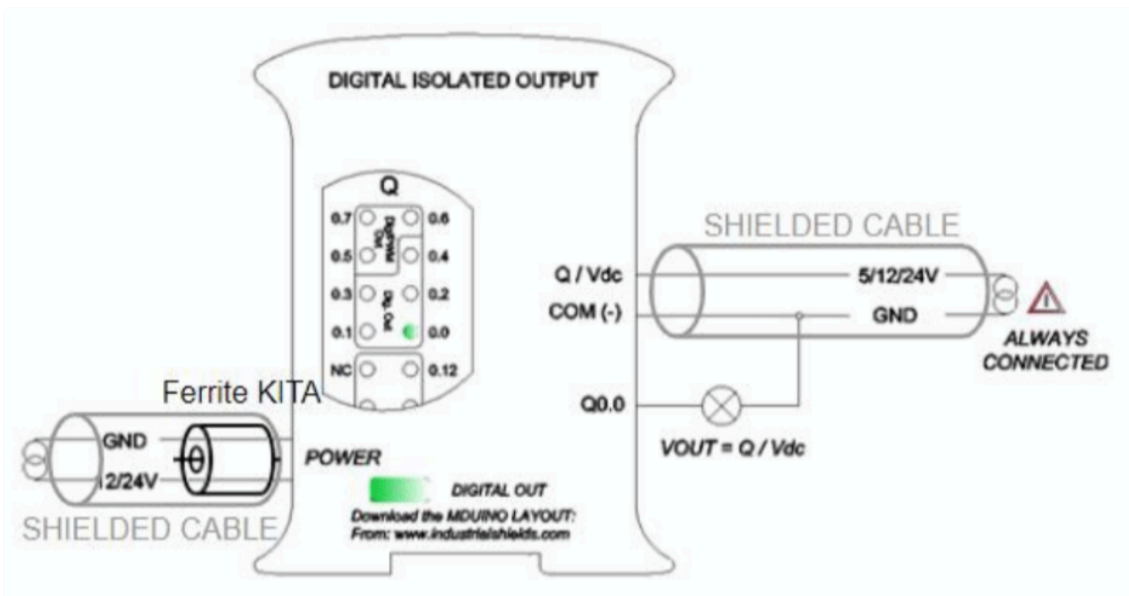 DIGITAL ISOLATED OUTPUT
Q
0.7 0.6
0.5 0.4
0.3 0.2
0.1 0.0
NC 0.12
Dig. Out
SHIELDED CABLE
Q / Vdc 5/12/24V
COM (-) GND
ALWAYS
CONNECTED
Q0.0
VOUT = Q / Vdc
Ferrite KITA
GND
12/24V
POWER
SHIELDED CABLE
DIGITAL OUT
Download the MDUINO LAYOUT:
From: www.industrialshields.com